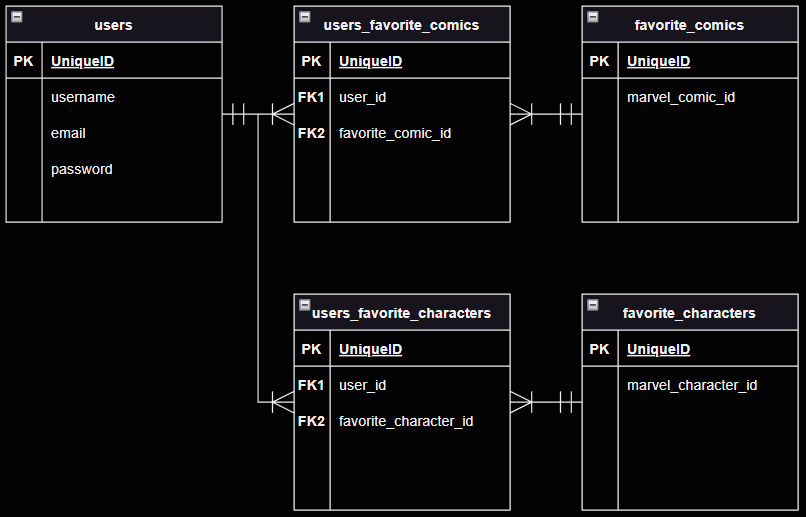 users
PK UniqueID
username
email
password
users_favorite_comics
PK UniqueID
FK1 user_id
FK2 favorite_comic_id
favorite_comics
PK UniqueID
marvel_comic_id
users_favorite_characters
PK UniqueID
FK1 user_id
FK2 favorite_character_id
favorite_characters
PK UniqueID
marvel_character_id